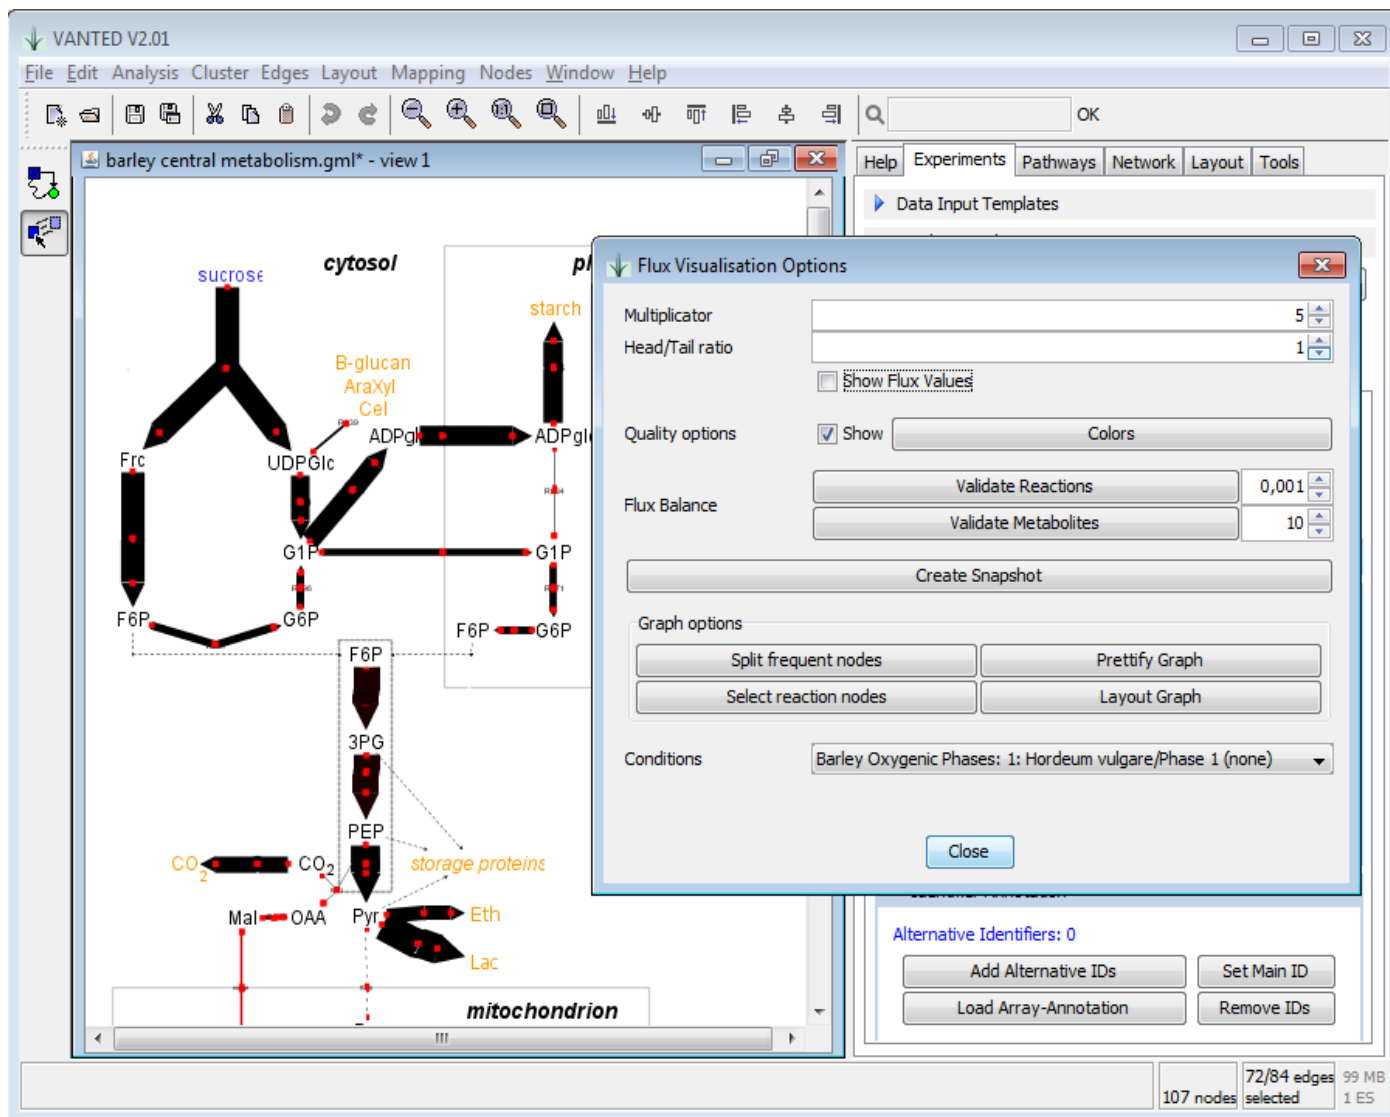 VANTED V2.01
File Edit Analysis Cluster Edges Layout Mapping Nodes Window Help
OK
barley central metabolism.gml* - view 1
Help Experiments Pathways Network Layout Tools
Data Input Templates
cytosol
sucrose
starch
B-glucan
AraXyl
Cel
ADPgl
ADPglc
Frc
UDPGlc
G1P
G1P
F6P
G6P
F6P
G6P
F6P
3PG
PEP
CO2
CO2
storage proteins
Mal
OAA
Pyr
Eth
Lac
mitochondrion
Flux Visualisation Options
Multiplicator 5
Head/Tail ratio 1
Show Flux Values
Quality options Show Colors
Flux Balance
Validate Reactions 0,001
Validate Metabolites 10
Create Snapshot
Graph options
Split frequent nodes Prettify Graph
Select reaction nodes Layout Graph
Conditions Barley Oxygenic Phases: 1: Hordeum vulgare/Phase 1 (none)
Close
Alternative Identifiers: 0
Add Alternative IDs Set Main ID
Load Array-Annotation Remove IDs
107 nodes
72/84 edges
selected
99 MB
1 ES